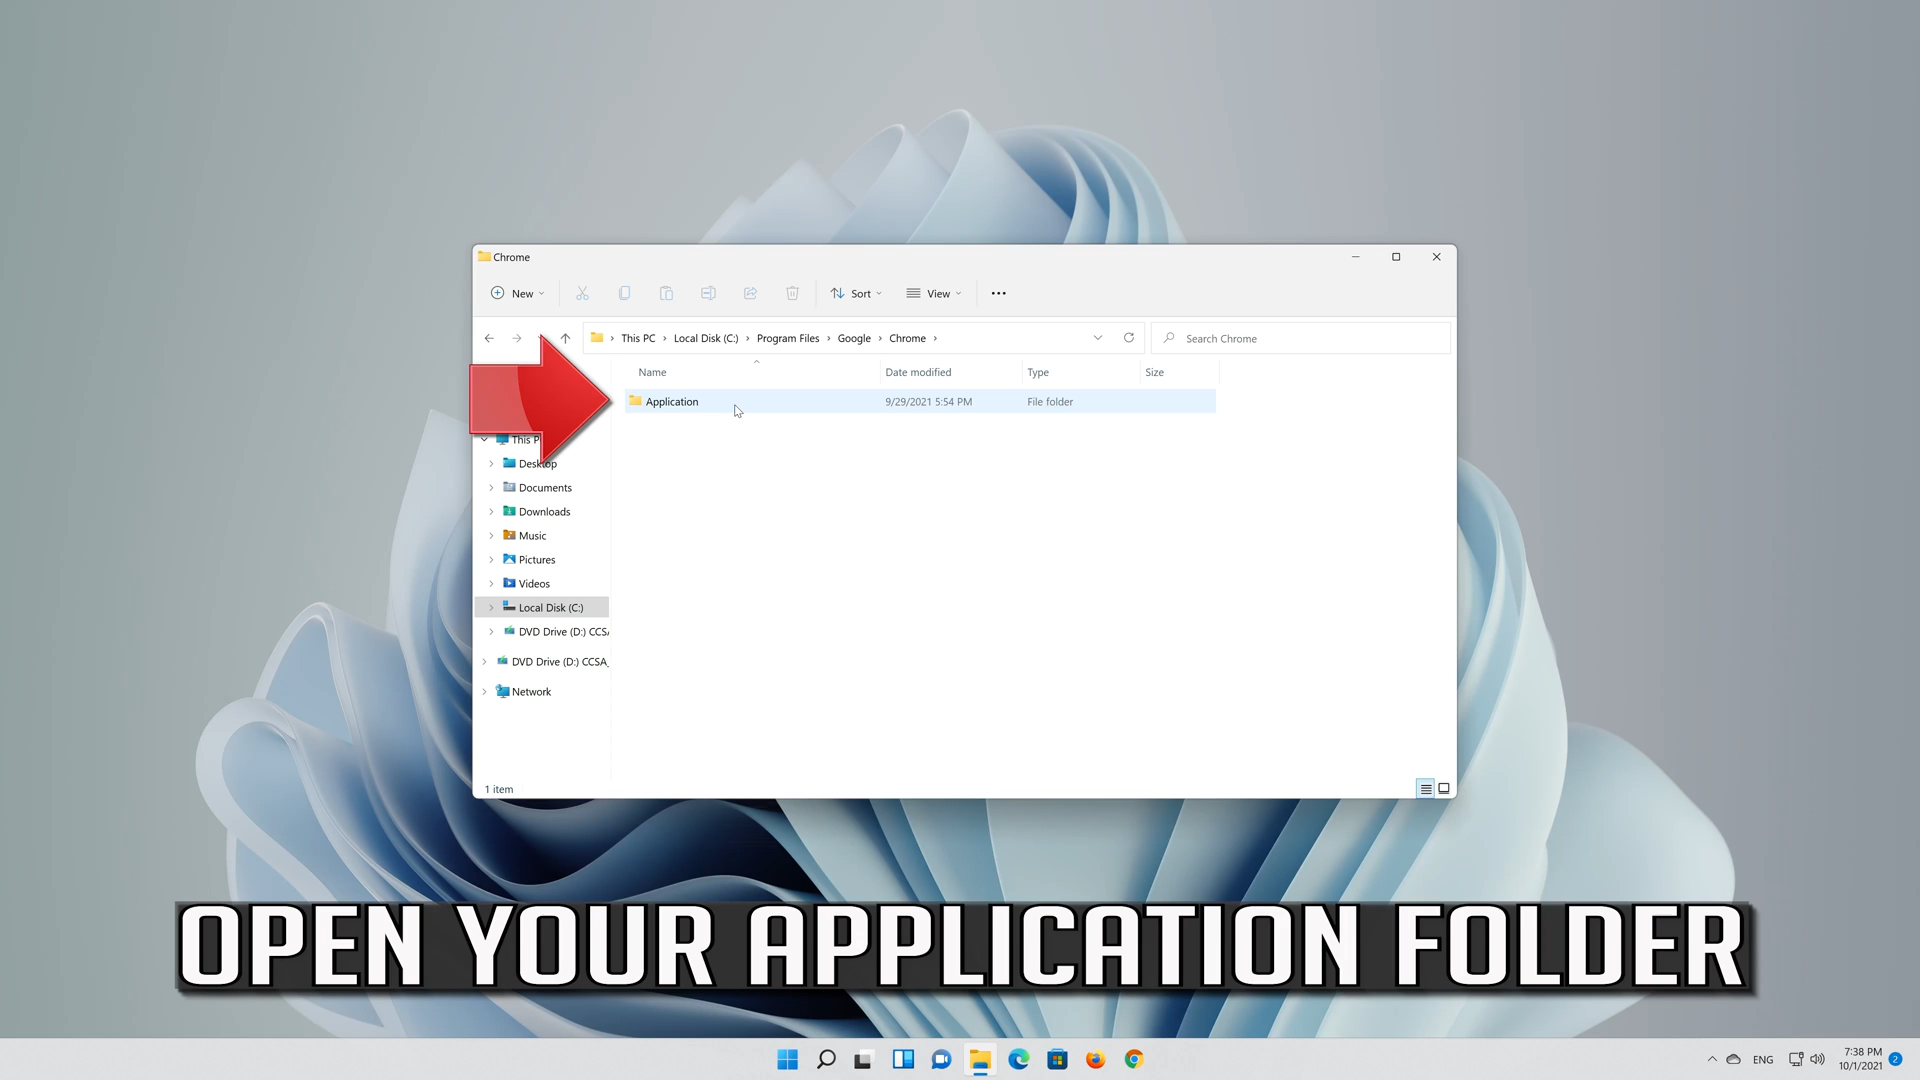 Chrome
New
Sort
View
This PC
Local Disk (C:)
Program Files
Google
Chrome
Search Chrome
Name
Date modified
Type
Size
Application
9/29/2021 5:54 PM
File folder
This P
Desktop
Documents
Downloads
Music
Pictures
Videos
Local Disk (C:)
DVD Drive (D:) CCSA
DVD Drive (D:) CCSA_
Network
1 item
OPEN YOUR APPLICATION FOLDER
ENG
7:38 PM
10/1/2021
2